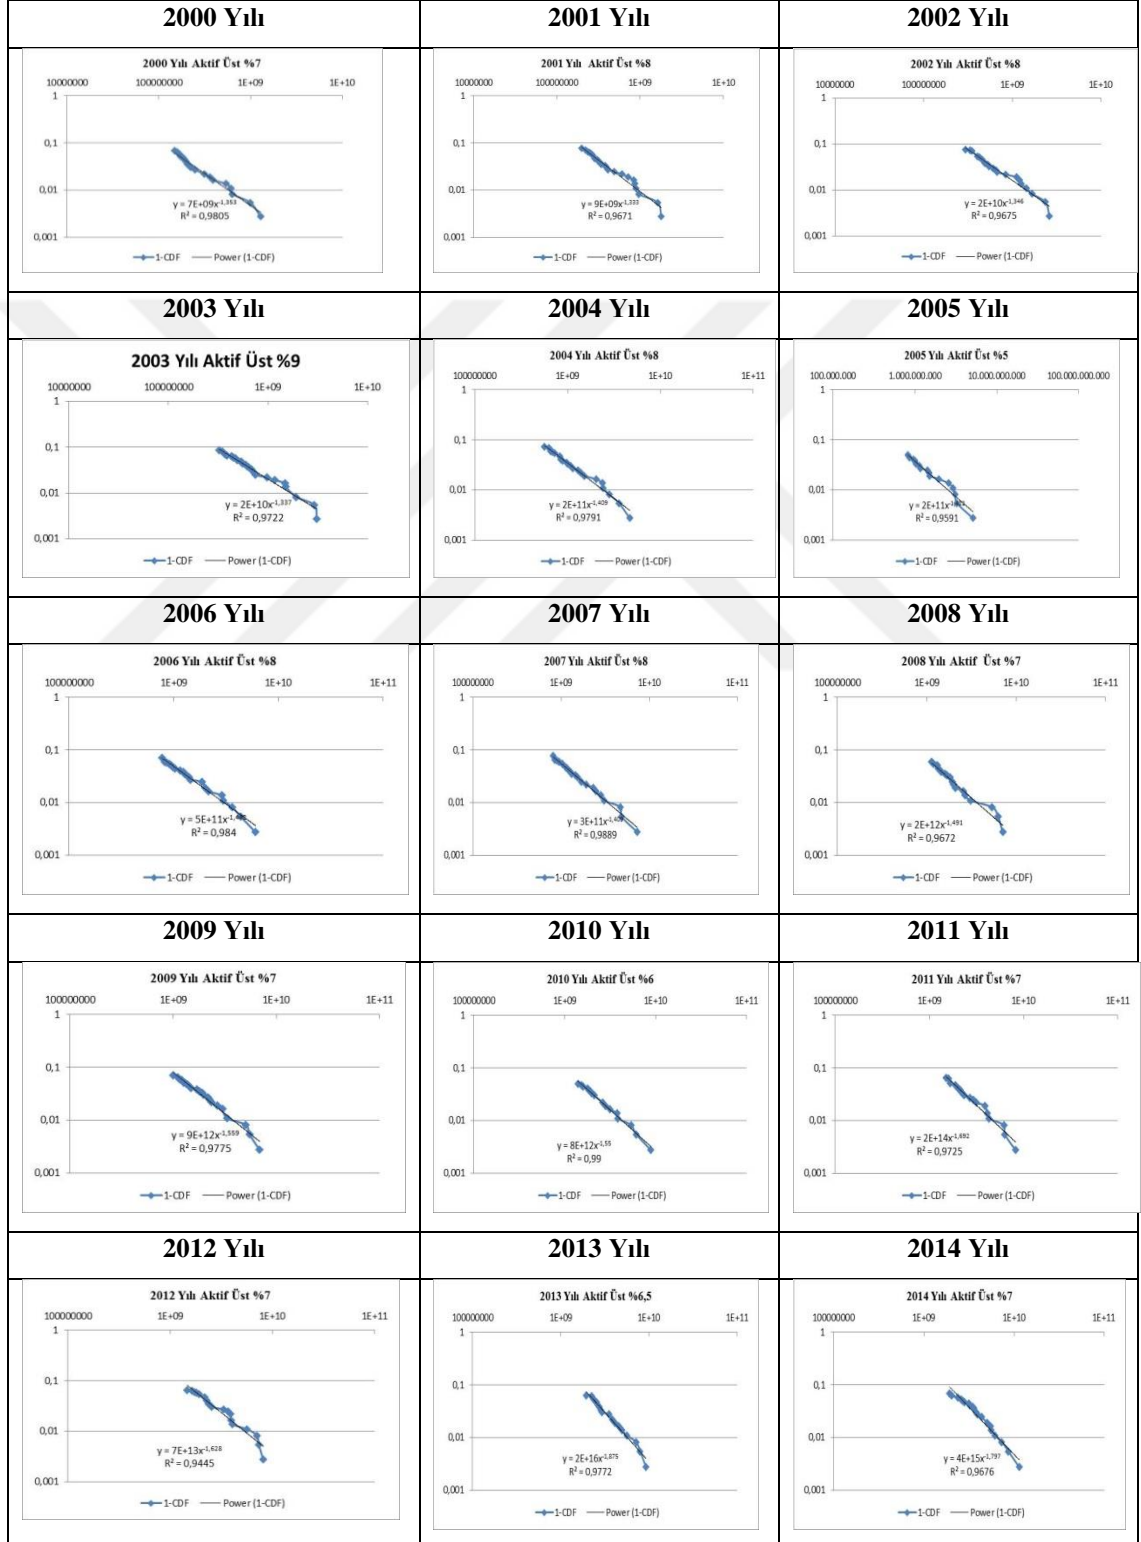 2000 Yılı
2001 Yılı
2002 Yılı
2000 Yılı Aktif Üst %7
10000000 100000000 1E+09 1E+10
1
0,1
0,01
0,001
y = 7E+09x-1,353
R² = 0,9805
1-CDF Power (1-CDF)
2001 Yılı Aktif Üst %8
10000000 100000000 1E+09 1E+10
1
0,1
0,01
0,001
y = 9E+09x-1,333
R² = 0,9671
1-CDF Power (1-CDF)
2002 Yılı Aktif Üst %8
10000000 100000000 1E+09 1E+10
1
0,1
0,01
0,001
y = 2E+10x-1,346
R² = 0,9675
1-CDF Power (1-CDF)
2003 Yılı
2004 Yılı
2005 Yılı
2003 Yılı Aktif Üst %9
10000000 100000000 1E+09 1E+10
1
0,1
0,01
0,001
y = 2E+10x-1,337
R² = 0,9722
1-CDF Power (1-CDF)
2004 Yılı Aktif Üst %8
100000000 1E+09 1E+10 1E+11
1
0,1
0,01
0,001
y = 2E+11x-1,409
R² = 0,9791
1-CDF Power (1-CDF)
2005 Yılı Aktif Üst %5
100.000.000 1.000.000.000 10.000.000.000 100.000.000.000
1
0,1
0,01
0,001
R² = 0,9591
1-CDF Power (1-CDF)
2006 Yılı
2007 Yılı
2008 Yılı
2006 Yılı Aktif Üst %8
100000000 1E+09 1E+10 1E+11
1
0,1
0,01
0,001
R² = 0,984
1-CDF Power (1-CDF)
2007 Yılı Aktif Üst %8
100000000 1E+09 1E+10 1E+11
1
0,1
0,01
0,001
R² = 0,9889
1-CDF Power (1-CDF)
2008 Yılı Aktif Üst %7
100000000 1E+09 1E+10 1E+11
1
0,1
0,01
0,001
y = 2E+12x-1,491
R² = 0,9672
1-CDF Power (1-CDF)
2009 Yılı
2010 Yılı
2011 Yılı
2009 Yılı Aktif Üst %7
100000000 1E+09 1E+10 1E+11
1
0,1
0,01
0,001
y = 9E+12x-1,559
R² = 0,9775
1-CDF Power (1-CDF)
2010 Yılı Aktif Üst %6
100000000 1E+09 1E+10 1E+11
1
0,1
0,01
0,001
y = 8E+12x-1,55
R² = 0,99
1-CDF Power (1-CDF)
2011 Yılı Aktif Üst %7
100000000 1E+09 1E+10 1E+11
1
0,1
0,01
0,001
y = 2E+14x-1,692
R² = 0,9725
1-CDF Power (1-CDF)
2012 Yılı
2013 Yılı
2014 Yılı
2012 Yılı Aktif Üst %7
100000000 1E+09 1E+10 1E+11
1
0,1
0,01
0,001
y = 7E+13x-1,628
R² = 0,9445
1-CDF Power (1-CDF)
2013 Yılı Aktif Üst %6,5
100000000 1E+09 1E+10 1E+11
1
0,1
0,01
0,001
y = 2E+16x-1,875
R² = 0,9772
1-CDF Power (1-CDF)
2014 Yılı Aktif Üst %7
100000000 1E+09 1E+10 1E+11
1
0,1
0,01
0,001
y = 4E+15x-1,797
R² = 0,9676
1-CDF Power (1-CDF)